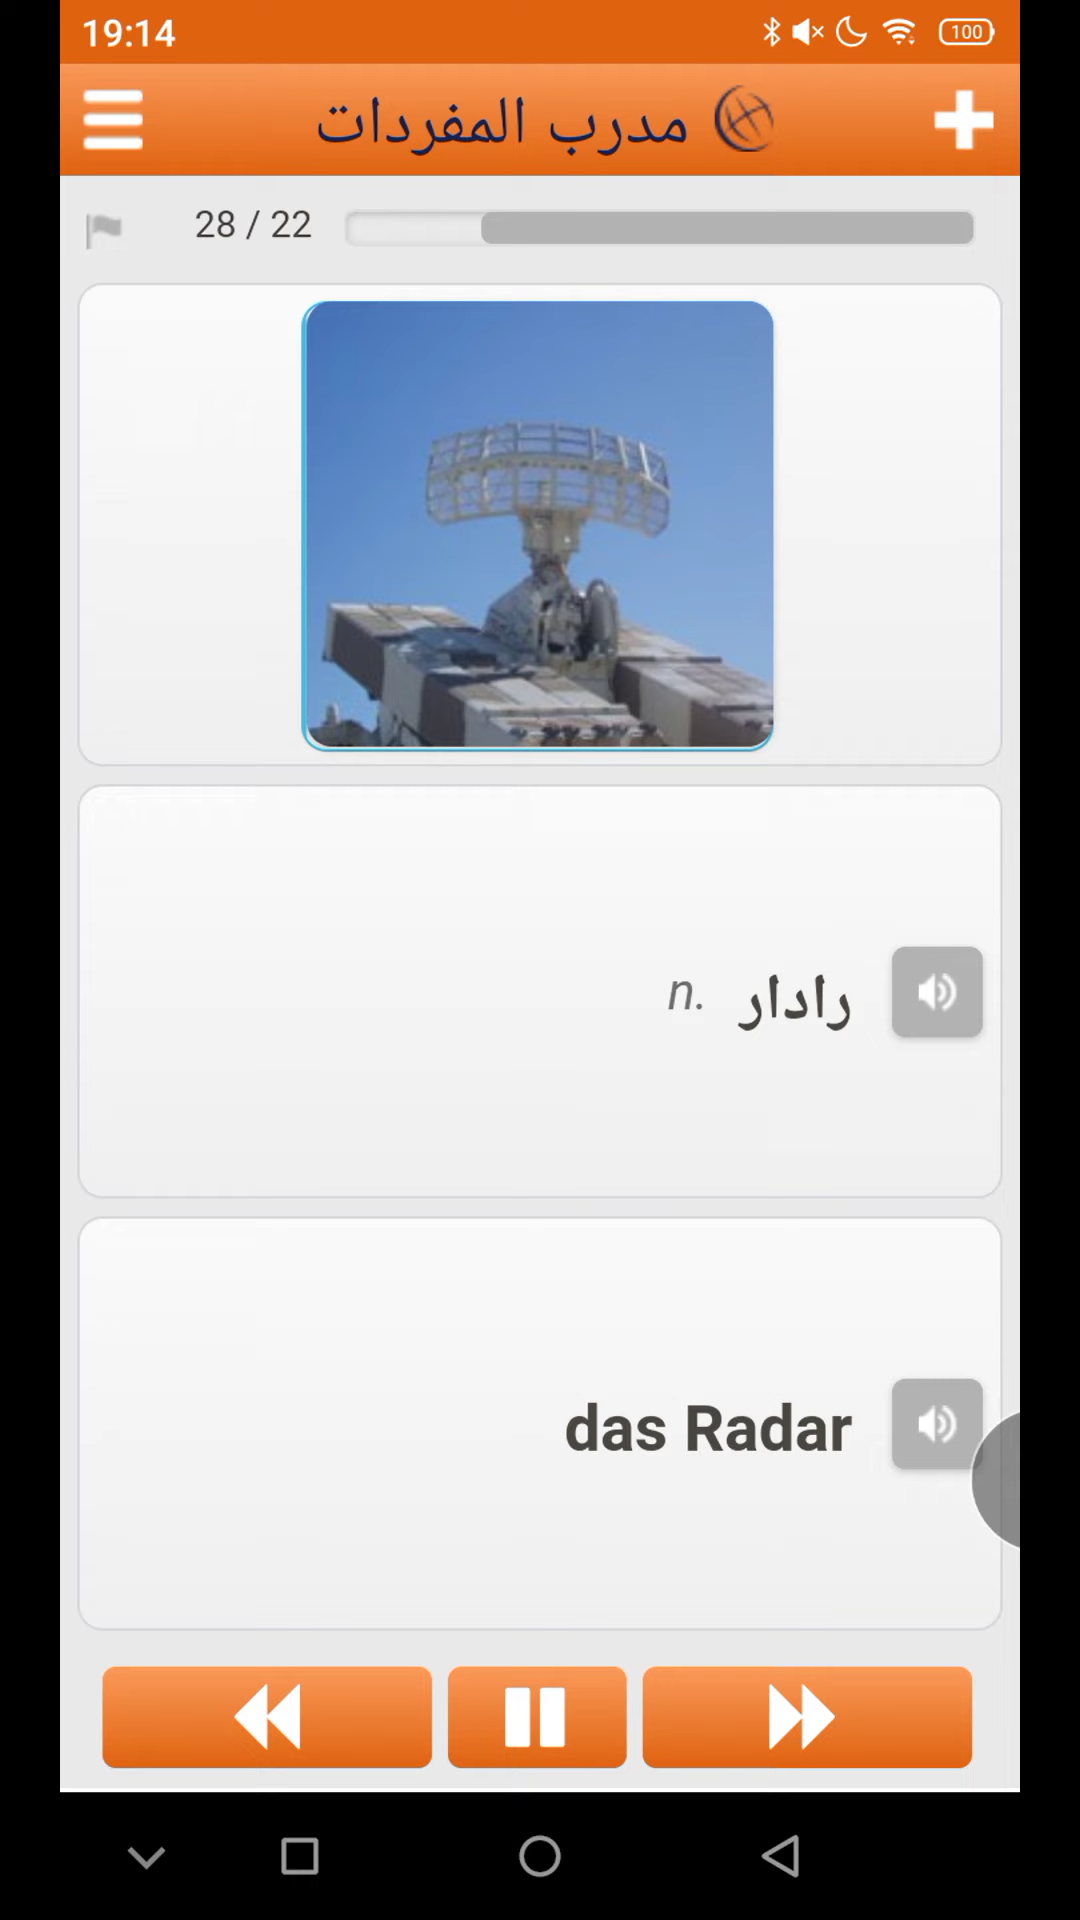 19:14
100
مدرب المفردات
28 / 22
رادار n.
das Radar